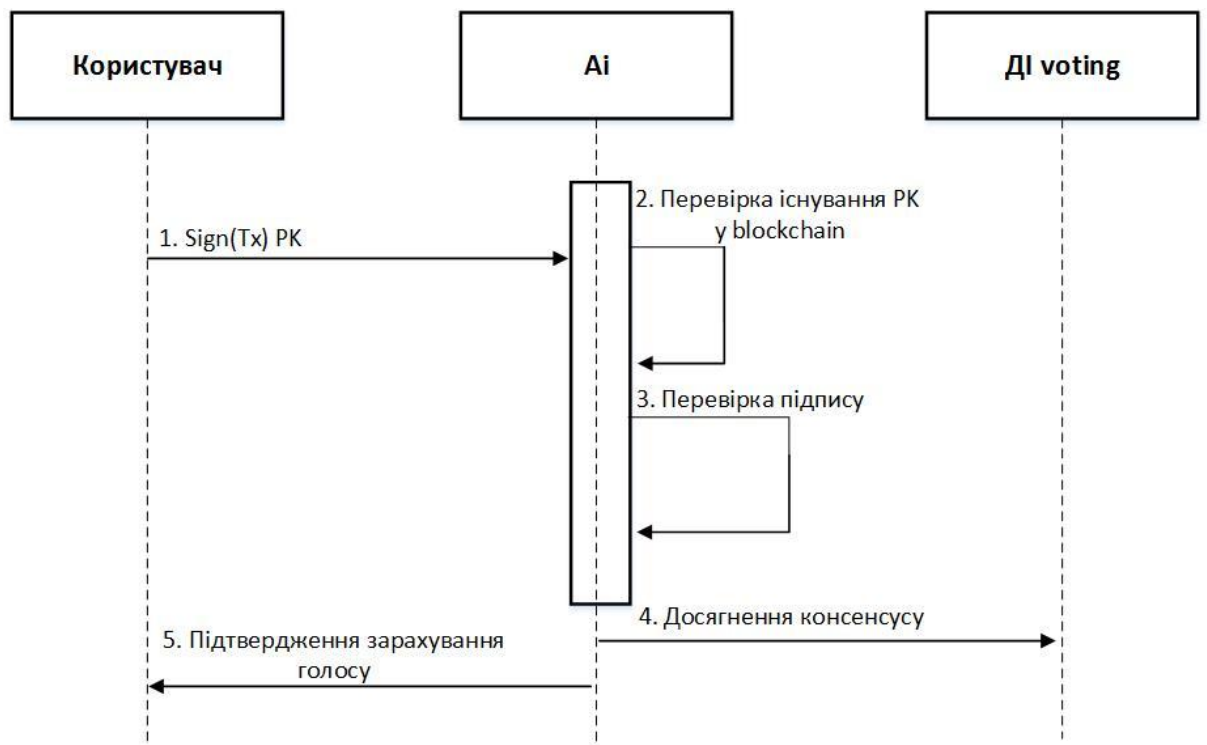 Користувач
Ai
ДІ voting
2. Перевірка існування PK
у blockchain
1. Sign(Tx) PK
3. Перевірка підпису
4. Досягнення консенсусу
5. Підтвердження зарахування
голосу